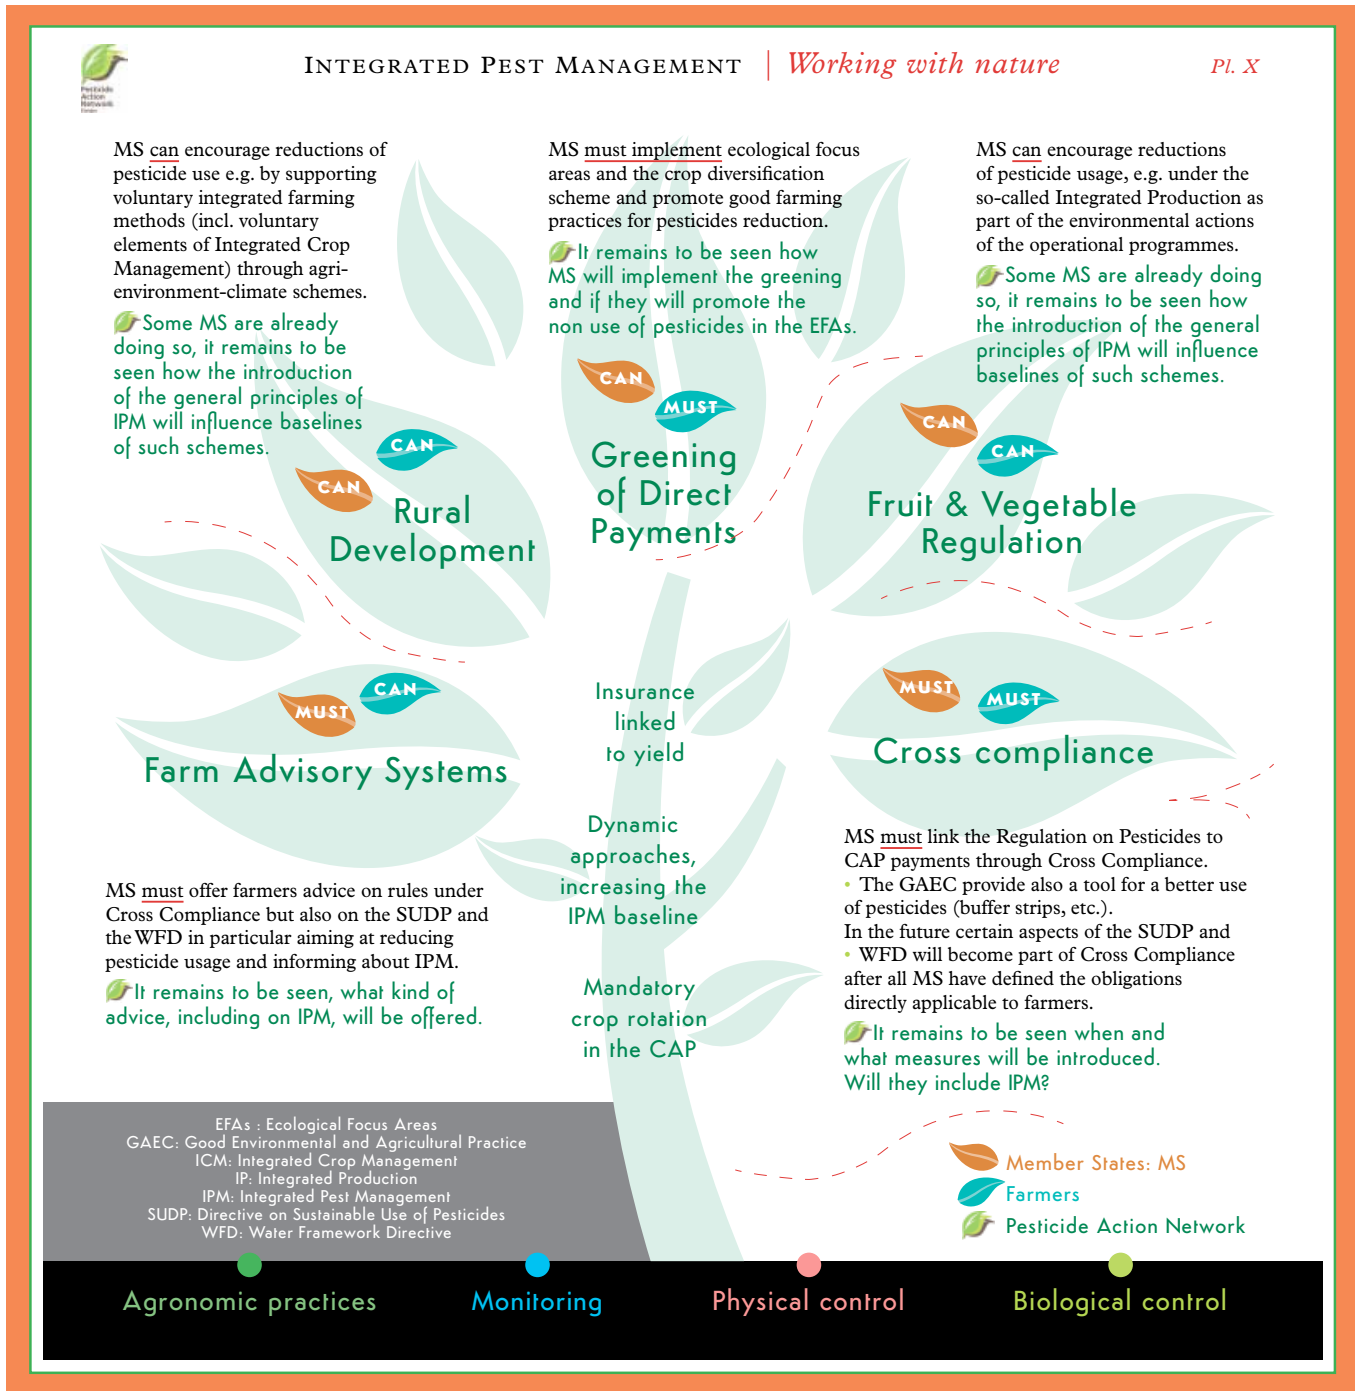 Pesticide
Action
Network
Europe
INTEGRATED PEST MANAGEMENT | Working with nature
Pl. X
MS can encourage reductions of
pesticide use e.g. by supporting
voluntary integrated farming
methods (incl. voluntary
elements of Integrated Crop
Management) through agri-
environment-climate schemes.
Some MS are already
doing so, it remains to be
seen how the introduction
of the general principles of
IPM will influence baselines
of such schemes.
CAN
CAN
Rural
Development
MS must implement ecological focus
areas and the crop diversification
scheme and promote good farming
practices for pesticides reduction.
It remains to be seen how
MS will implement the greening
and if they will promote the
non use of pesticides in the EFAs.
CAN
MUST
Greening
of Direct
Payments
MS can encourage reductions
of pesticide usage, e.g. under the
so-called Integrated Production as
part of the environmental actions
of the operational programmes.
Some MS are already doing
so, it remains to be seen how
the introduction of the general
principles of IPM will influence
baselines of such schemes.
CAN
CAN
Fruit & Vegetable
Regulation
MUST
CAN
Farm Advisory Systems
MS must offer farmers advice on rules under
Cross Compliance but also on the SUDP and
the WFD in particular aiming at reducing
pesticide usage and informing about IPM.
It remains to be seen, what kind of
advice, including on IPM, will be offered.
Insurance
linked
to yield
Dynamic
approaches,
increasing the
IPM baseline
Mandatory
crop rotation
in the CAP
MUST
MUST
Cross compliance
MS must link the Regulation on Pesticides to
CAP payments through Cross Compliance.
• The GAEC provide also a tool for a better use
of pesticides (buffer strips, etc.).
In the future certain aspects of the SUDP and
• WFD will become part of Cross Compliance
after all MS have defined the obligations
directly applicable to farmers.
It remains to be seen when and
what measures will be introduced.
Will they include IPM?
EFAs : Ecological Focus Areas
GAEC: Good Environmental and Agricultural Practice
ICM: Integrated Crop Management
IP: Integrated Production
IPM: Integrated Pest Management
SUDP: Directive on Sustainable Use of Pesticides
WFD: Water Framework Directive
Member States: MS
Farmers
Pesticide Action Network
Agronomic practices
Monitoring
Physical control
Biological control